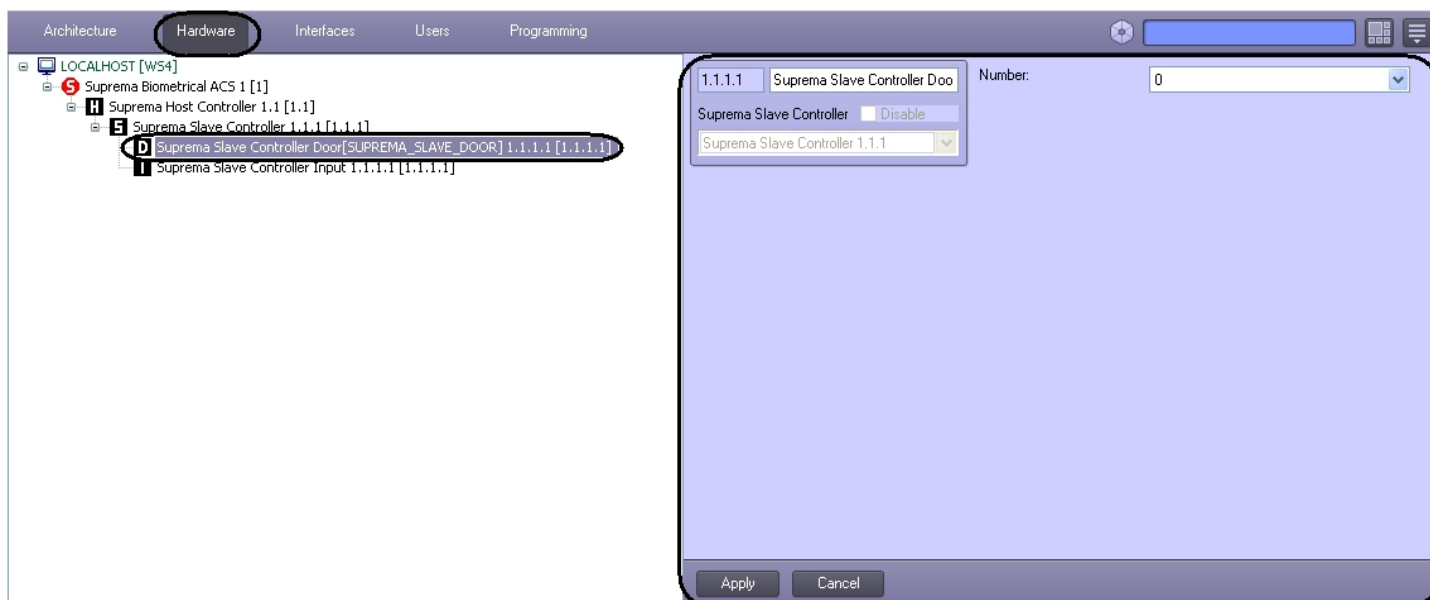 Architecture Hardware Interfaces Users Programming
LOCALHOST [WS4]
S Suprema Biometrical ACS 1 [1]
H Suprema Host Controller 1.1 [1.1]
S Suprema Slave Controller 1.1.1 [1.1.1]
D Suprema Slave Controller Door[SUPREMA_SLAVE_DOOR] 1.1.1.1 [1.1.1.1]
I Suprema Slave Controller Input 1.1.1.1 [1.1.1.1]
1.1.1.1 Suprema Slave Controller Doo
Suprema Slave Controller Disable
Suprema Slave Controller 1.1.1
Number: 0
Apply Cancel